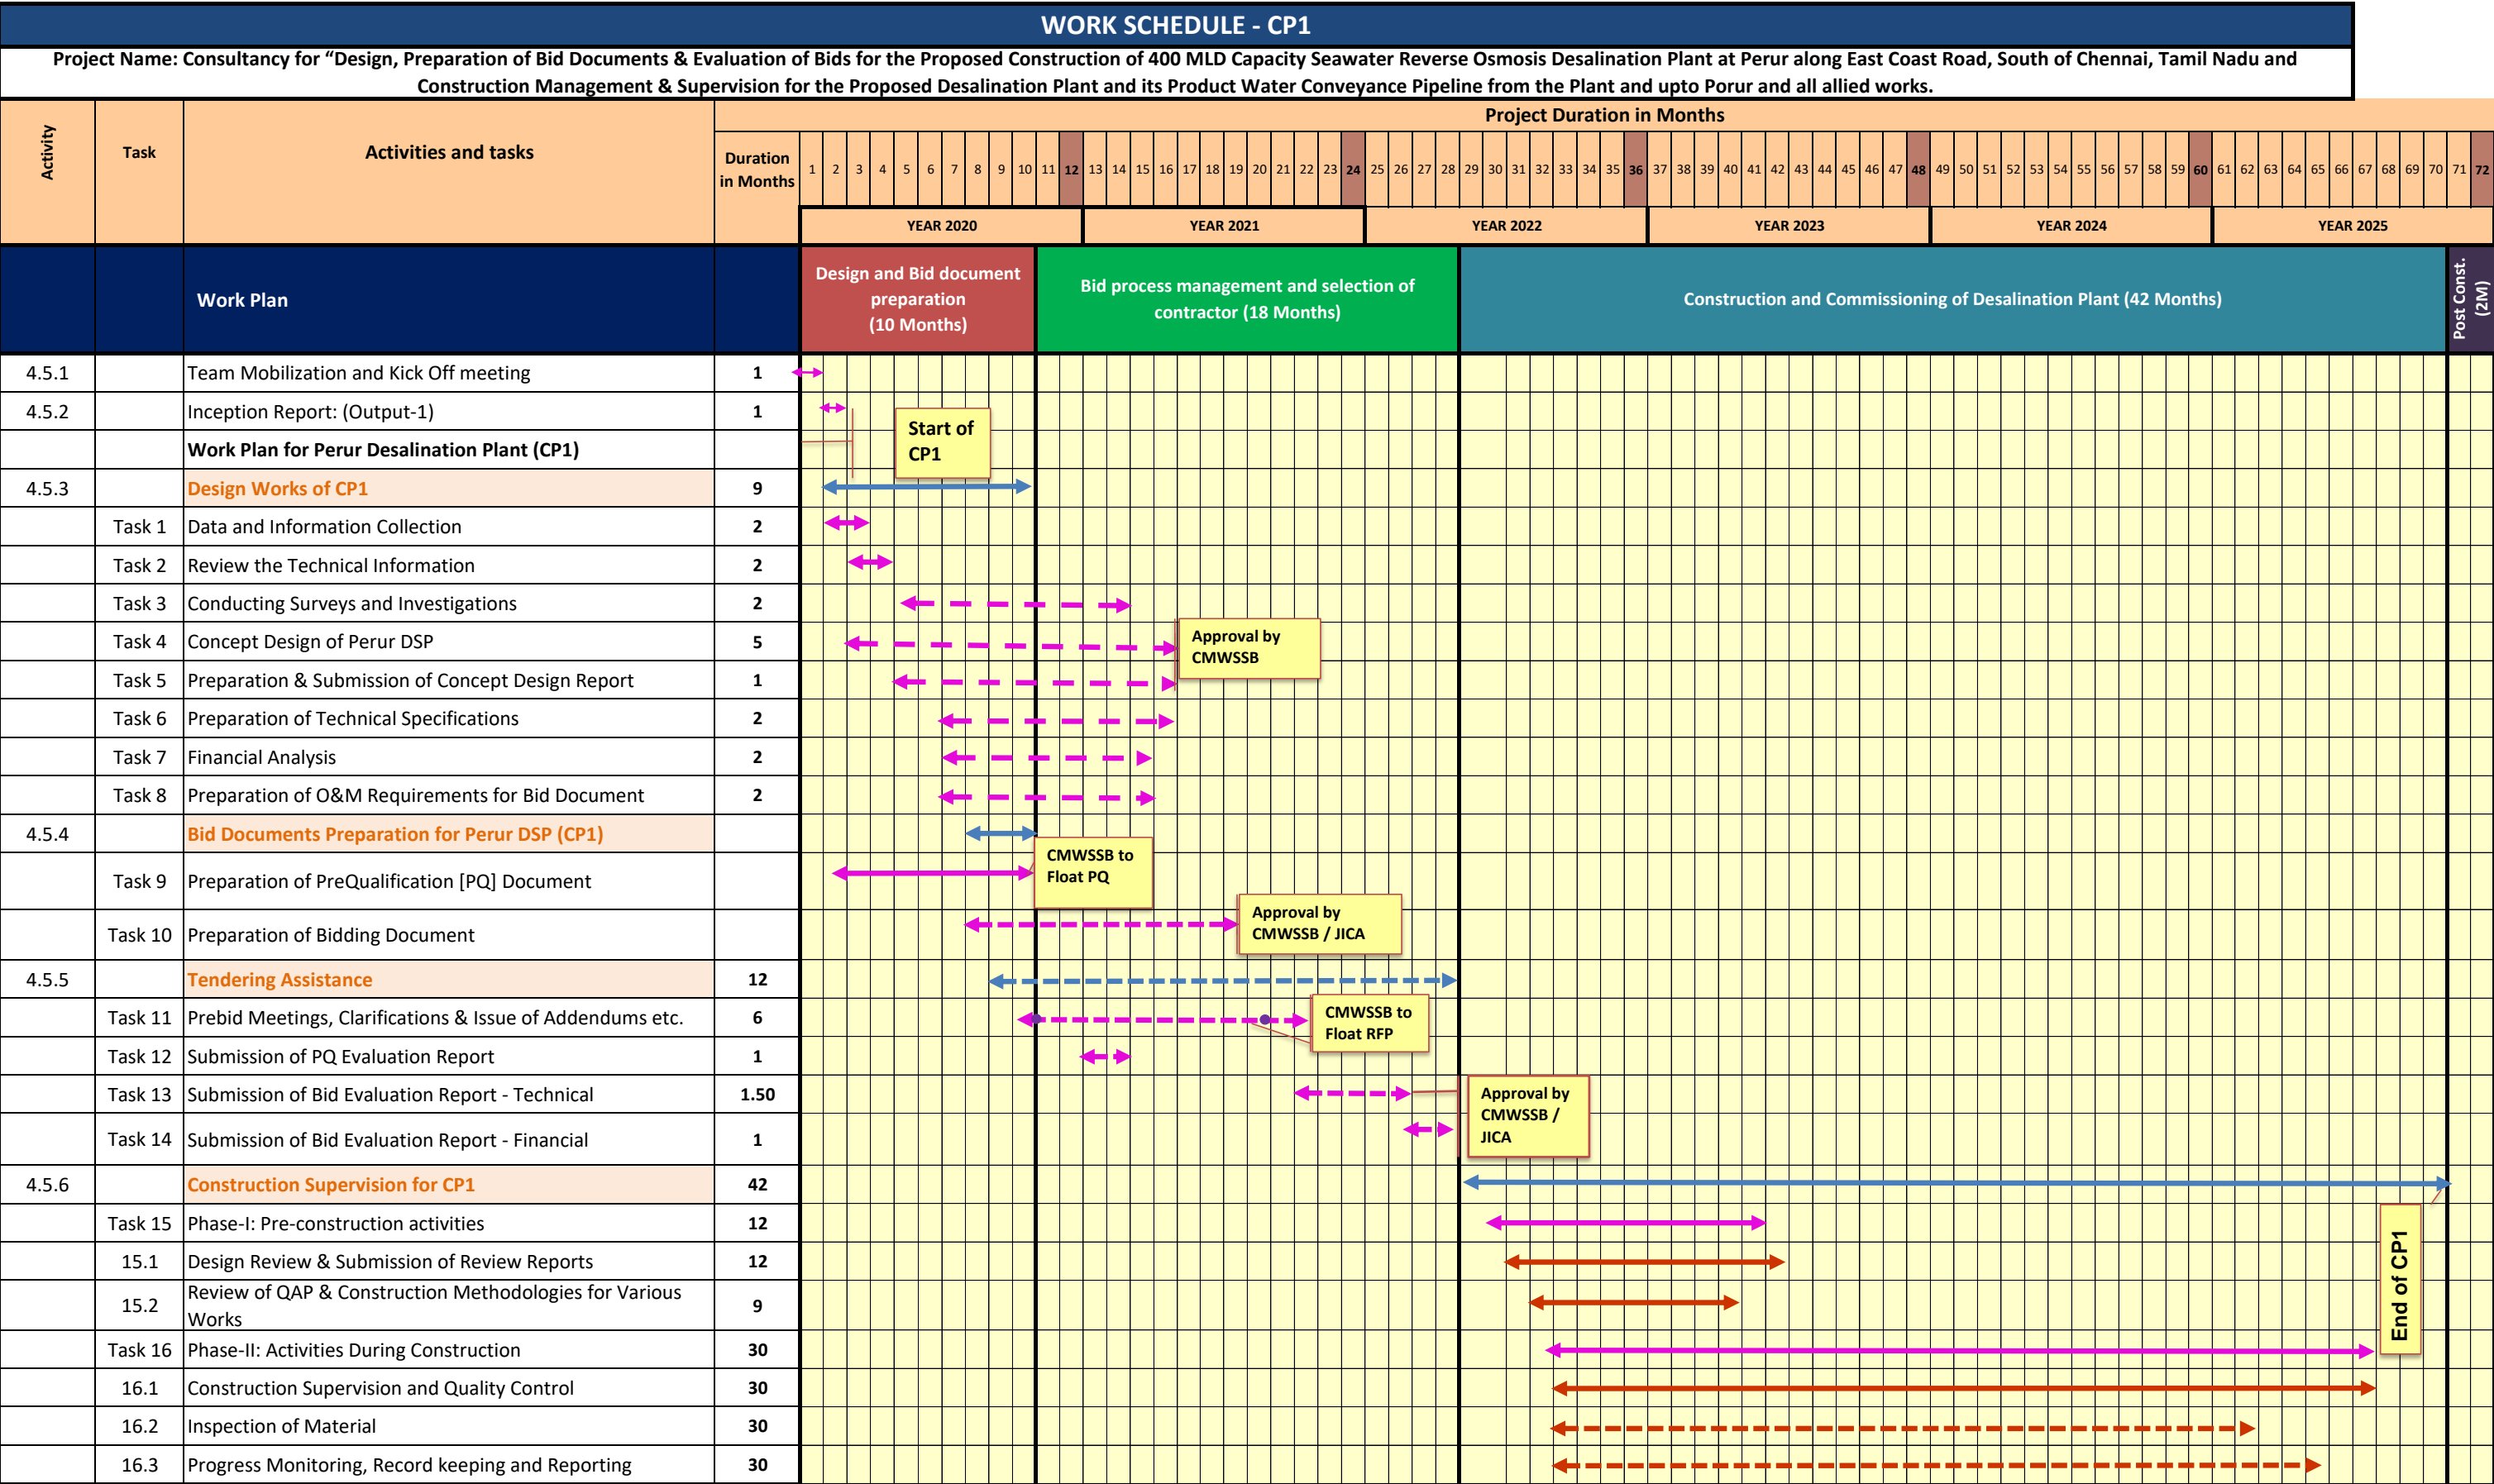 WORK SCHEDULE - CP1
Project Name: Consultancy for “Design, Preparation of Bid Documents & Evaluation of Bids for the Proposed Construction of 400 MLD Capacity Seawater Reverse Osmosis Desalination Plant at Perur along East Coast Road, South of Chennai, Tamil Nadu and
Construction Management & Supervision for the Proposed Desalination Plant and its Product Water Conveyance Pipeline from the Plant and upto Porur and all allied works.
Project Duration in Months
Activity Task Activities and tasks
Duration
in Months
1 2 3 4 5 6 7 8 9 10 11 12 13 14 15 16 17 18 19 20 21 22 23 24 25 26 27 28 29 30 31 32 33 34 35 36 37 38 39 40 41 42 43 44 45 46 47 48 49 50 51 52 53 54 55 56 57 58 59 60 61 62 63 64 65 66 67 68 69 70 71 72
YEAR 2020 YEAR 2021 YEAR 2022 YEAR 2023 YEAR 2024 YEAR 2025
Work Plan
Design and Bid document
preparation
(10 Months)
Bid process management and selection of
contractor (18 Months)
Construction and Commissioning of Desalination Plant (42 Months)
Post Const.
(2M)
4.5.1 Team Mobilization and Kick Off meeting 1
4.5.2 Inception Report: (Output-1) 1
Start of
CP1
Work Plan for Perur Desalination Plant (CP1)
4.5.3 Design Works of CP1 9
Task 1 Data and Information Collection 2
Task 2 Review the Technical Information 2
Task 3 Conducting Surveys and Investigations 2
Task 4 Concept Design of Perur DSP 5
Approval by
CMWSSB
Task 5 Preparation & Submission of Concept Design Report 1
Task 6 Preparation of Technical Specifications 2
Task 7 Financial Analysis 2
Task 8 Preparation of O&M Requirements for Bid Document 2
4.5.4 Bid Documents Preparation for Perur DSP (CP1)
Task 9 Preparation of PreQualification [PQ] Document
CMWSSB to
Float PQ
Task 10 Preparation of Bidding Document
Approval by
CMWSSB / JICA
4.5.5 Tendering Assistance 12
Task 11 Prebid Meetings, Clarifications & Issue of Addendums etc. 6
CMWSSB to
Float RFP
Task 12 Submission of PQ Evaluation Report 1
Task 13 Submission of Bid Evaluation Report - Technical 1.50
Approval by
CMWSSB /
JICA
Task 14 Submission of Bid Evaluation Report - Financial 1
4.5.6 Construction Supervision for CP1 42
Task 15 Phase-I: Pre-construction activities 12
15.1 Design Review & Submission of Review Reports 12
End of CP1
15.2 Review of QAP & Construction Methodologies for Various
Works 9
Task 16 Phase-II: Activities During Construction 30
16.1 Construction Supervision and Quality Control 30
16.2 Inspection of Material 30
16.3 Progress Monitoring, Record keeping and Reporting 30